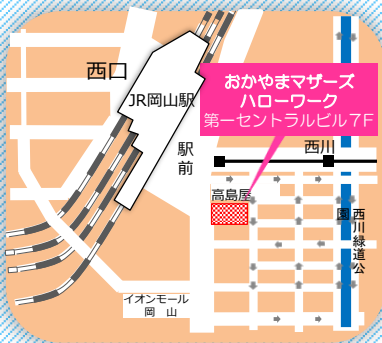 西口
JR岡山駅
おかやまマザーズ
ハローワーク
第一セントラルビル7F
駅前
西川
高島屋
西川緑道公園
イオンモール
岡 山